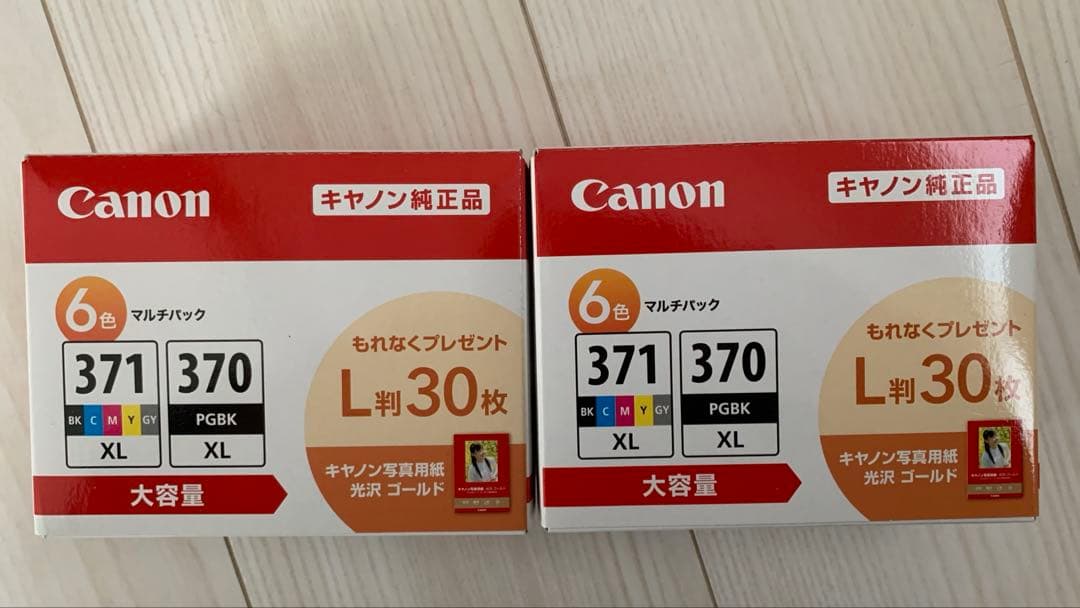 Canon
キヤノン純正品
6色 マルチパック
371
BK C M Y GY
XL
370
PGBK
XL
大容量
もれなくプレゼント
L判30枚
キヤノン写真用紙
光沢 ゴールド
Canon
キヤノン純正品
6色 マルチパック
371
BK C M Y GY
XL
370
PGBK
XL
大容量
もれなくプレゼント
L判30枚
キヤノン写真用紙
光沢 ゴールド